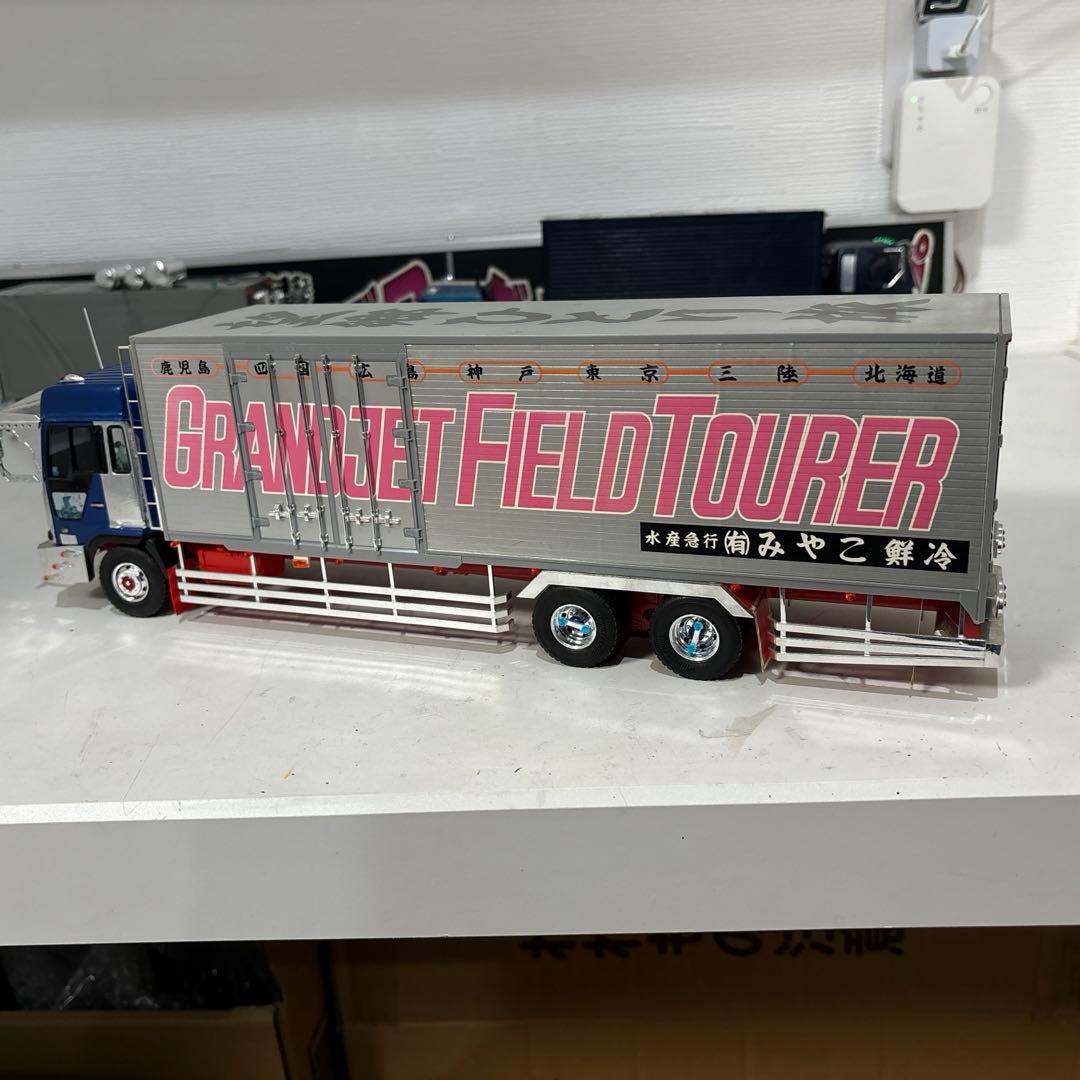 鹿児島 四国 広島 神戸 東京 三陸 北海道
GRANDJET FIELD TOURER
水産急行 ㈲みやこ鮮冷